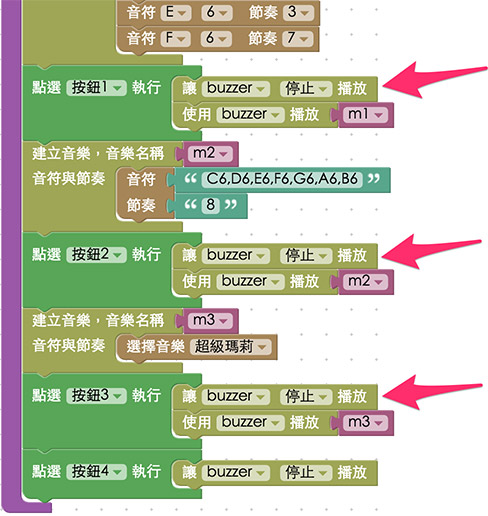 音符 E 6 節奏 3
音符 F 6 節奏 7
點選 按鈕1 執行 讓 buzzer 停止 播放
使用 buzzer 播放 m1
建立音樂，音樂名稱 m2
音符與節奏 音符 “ C6,D6,E6,F6,G6,A6,B6 ”
節奏 “ 8 ”
點選 按鈕2 執行 讓 buzzer 停止 播放
使用 buzzer 播放 m2
建立音樂，音樂名稱 m3
音符與節奏 選擇音樂 超級瑪莉
點選 按鈕3 執行 讓 buzzer 停止 播放
使用 buzzer 播放 m3
點選 按鈕4 執行 讓 buzzer 停止 播放